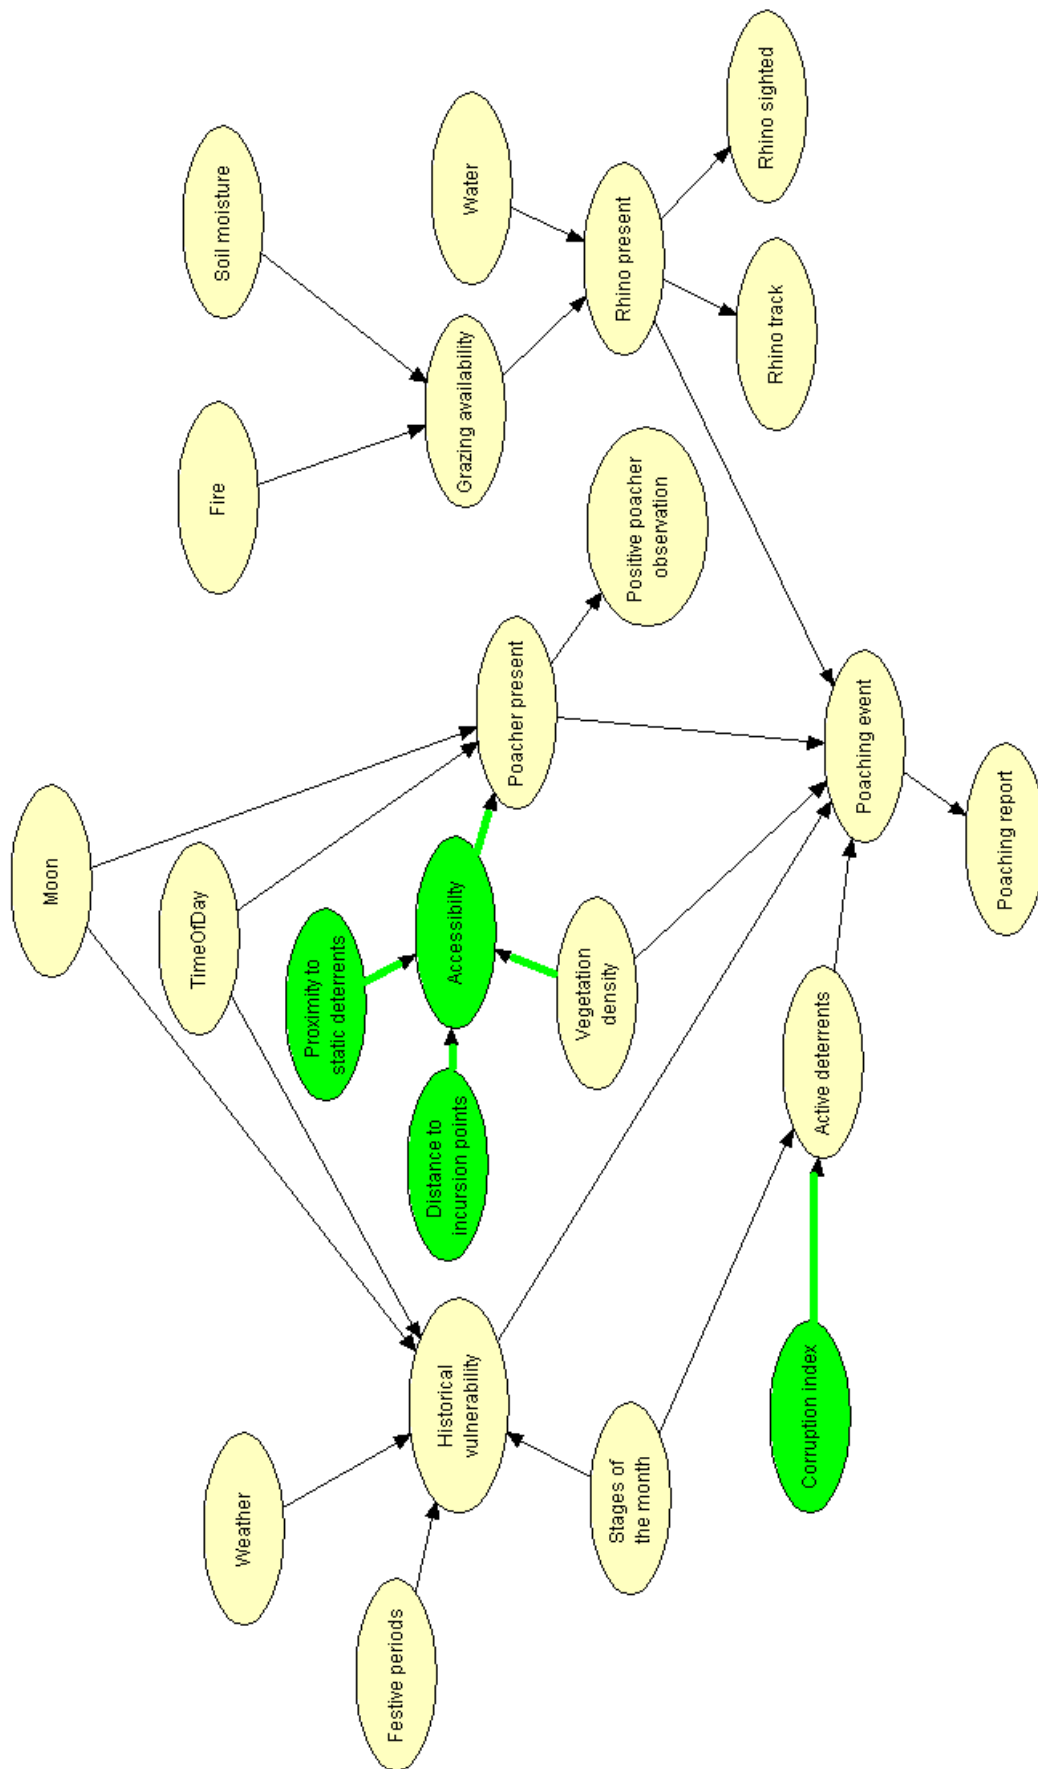 Moon
TimeOfDay
Weather
Fire
Soil moisture
Proximity to
static deterrents
Festive periods
Historical
vulnerability
Distance to
incursion points
Accessibilty
Grazing availability
Water
Poacher present
Stages of
the month
Vegetation
density
Positive poacher
observation
Rhino present
Rhino track
Rhino sighted
Corruption index
Active deterrents
Poaching event
Poaching report